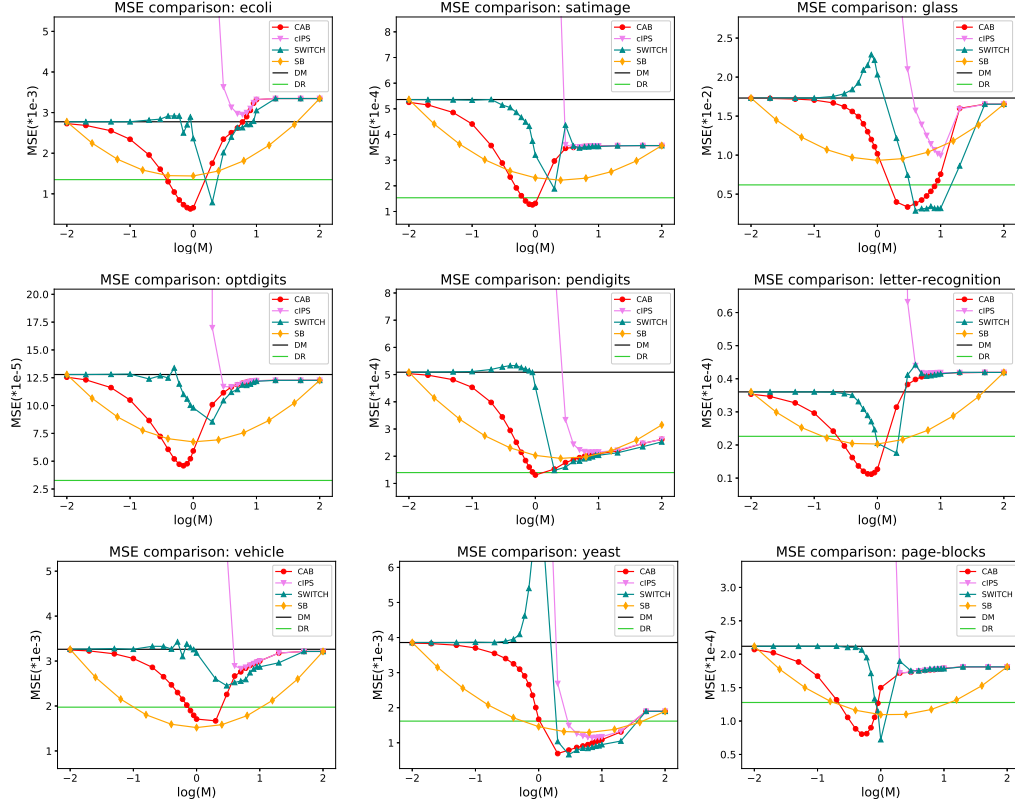 MSE comparison: ecoli
MSE(*1e-3)
5
4
3
2
1
−2
−1
0
1
2
log(M)
CAB
cIPS
SWITCH
SB
DM
DR
MSE comparison: satimage
MSE(*1e-4)
8
7
6
5
4
3
2
1
−2
−1
0
1
2
log(M)
CAB
cIPS
SWITCH
SB
DM
DR
MSE comparison: glass
MSE(*1e-2)
2.5
2.0
1.5
1.0
0.5
−2
−1
0
1
2
log(M)
CAB
cIPS
SWITCH
SB
DM
DR
MSE comparison: optdigits
MSE(*1e-5)
20.0
17.5
15.0
12.5
10.0
7.5
5.0
2.5
−2
−1
0
1
2
log(M)
CAB
cIPS
SWITCH
SB
DM
DR
MSE comparison: pendigits
MSE(*1e-4)
8
7
6
5
4
3
2
1
−2
−1
0
1
2
log(M)
CAB
cIPS
SWITCH
SB
DM
DR
MSE comparison: letter-recognition
MSE(*1e-4)
0.6
0.5
0.4
0.3
0.2
0.1
−2
−1
0
1
2
log(M)
CAB
cIPS
SWITCH
SB
DM
DR
MSE comparison: vehicle
MSE(*1e-3)
5
4
3
2
1
−2
−1
0
1
2
log(M)
CAB
cIPS
SWITCH
SB
DM
DR
MSE comparison: yeast
MSE(*1e-3)
6
5
4
3
2
1
−2
−1
0
1
2
log(M)
CAB
cIPS
SWITCH
SB
DM
DR
MSE comparison: page-blocks
MSE(*1e-4)
3.0
2.5
2.0
1.5
1.0
0.5
−2
−1
0
1
2
log(M)
CAB
cIPS
SWITCH
SB
DM
DR